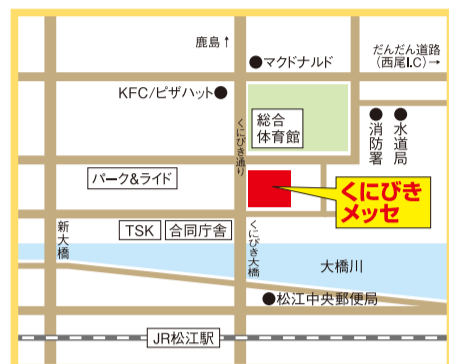 鹿島↑
マクドナルド
だんだん道路
(西尾I.C)→
KFC/ピザハット
総合
体育館
消防署
水道局
くにびき通り
パーク&ライド
くにびき
メッセ
新大橋
TSK
合同庁舎
くにびき大橋
大橋川
松江中央郵便局
JR松江駅